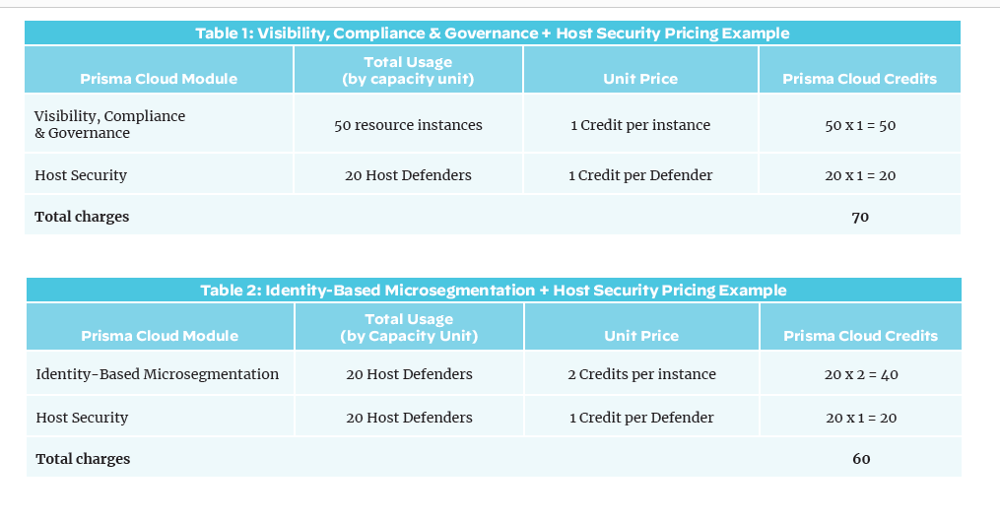 Table 1: Visibility, Compliance & Governance + Host Security Pricing Example
Prisma Cloud Module
Total Usage
(by capacity unit)
Unit Price
Prisma Cloud Credits
Visibility, Compliance
& Governance
50 resource instances
1 Credit per instance
50 x 1 = 50
Host Security
20 Host Defenders
1 Credit per Defender
20 x 1 = 20
Total charges
70
Table 2: Identity-Based Microsegmentation + Host Security Pricing Example
Prisma Cloud Module
Total Usage
(by Capacity Unit)
Unit Price
Prisma Cloud Credits
Identity-Based Microsegmentation
20 Host Defenders
2 Credits per instance
20 x 2 = 40
Host Security
20 Host Defenders
1 Credit per Defender
20 x 1 = 20
Total charges
60